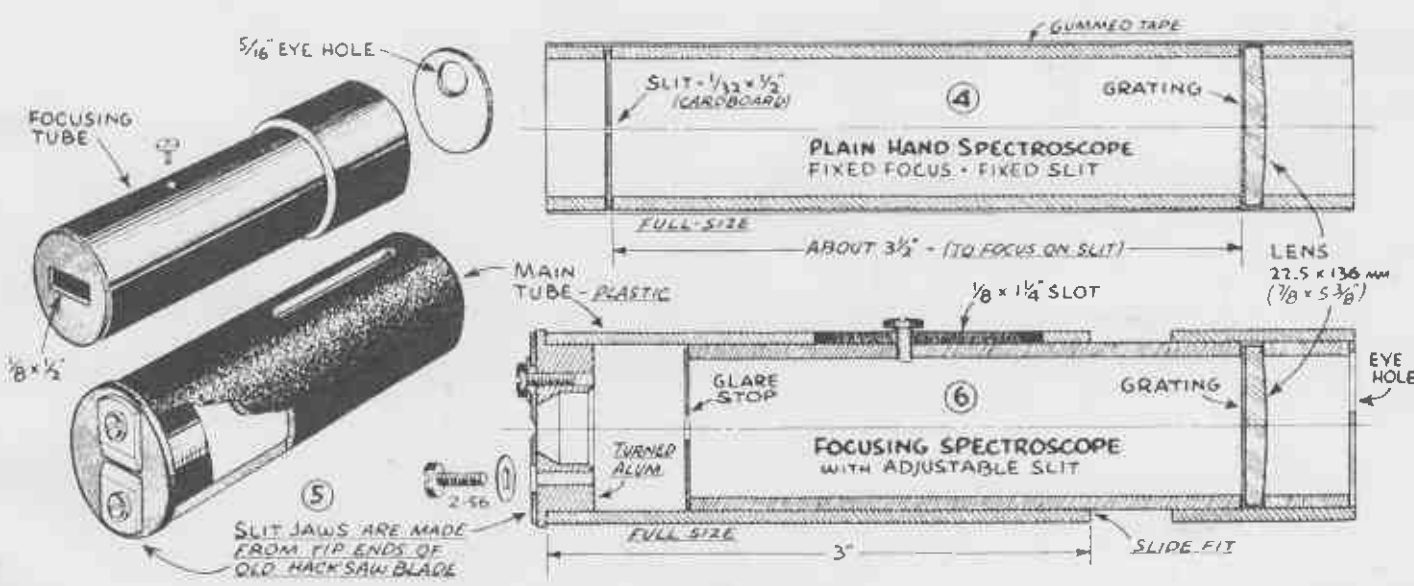 5/16" EYE HOLE
FOCUSING
TUBE
1/8 x 1/2"
MAIN
TUBE - PLASTIC
5
SLIT JAWS ARE MADE
FROM TIP ENDS OF
OLD HACKSAW BLADE
2-56
GUMMED TAPE
SLIT - 1/32 x 1/2"
(CARDBOARD)
4
GRATING
PLAIN HAND SPECTROSCOPE
FIXED FOCUS · FIXED SLIT
FULL-SIZE
ABOUT 3 1/2" - (TO FOCUS ON SLIT)
LENS
22.5 x 136 MM
(7/8 x 5 3/8")
1/8 x 1 1/4" SLOT
GLARE
STOP
6
GRATING
EYE
HOLE
FOCUSING SPECTROSCOPE
WITH ADJUSTABLE SLIT
TURNED
ALUM.
FULL SIZE
3"
SLIDE FIT